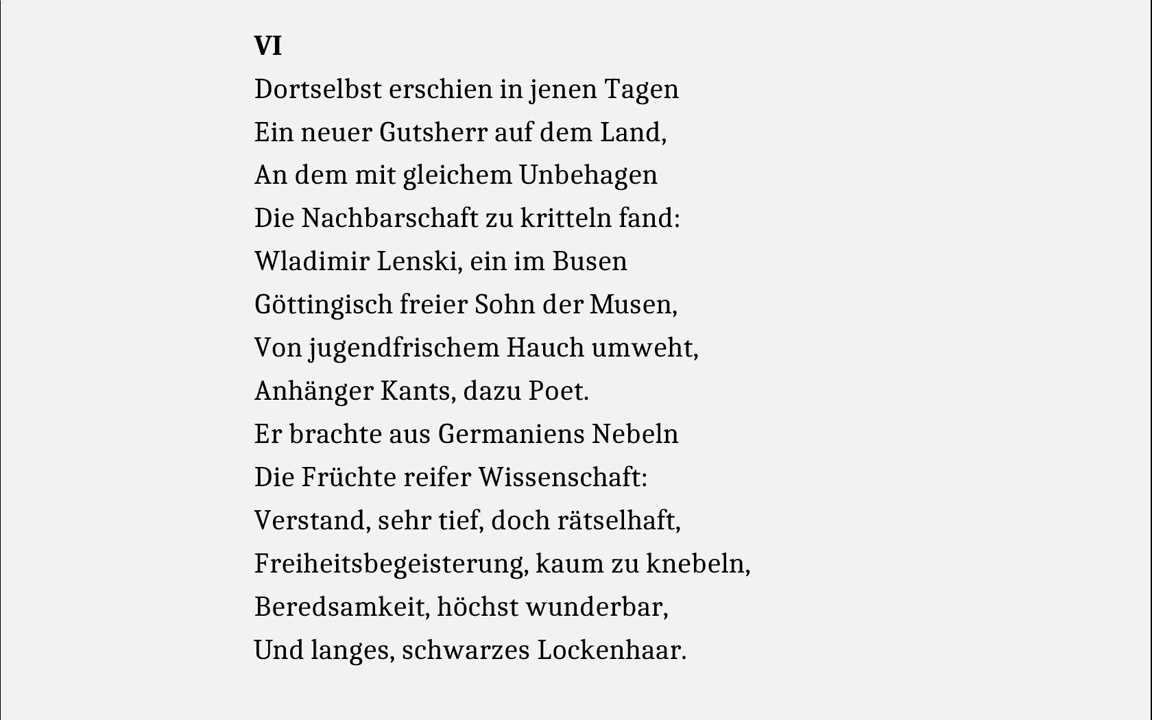 VI
Dortselbst erschien in jenen Tagen
Ein neuer Gutsherr auf dem Land,
An dem mit gleichem Unbehagen
Die Nachbarschaft zu kritteln fand:
Wladimir Lenski, ein im Busen
Göttingisch freier Sohn der Musen,
Von jugendfrischem Hauch umweht,
Anhänger Kants, dazu Poet.
Er brachte aus Germaniens Nebeln
Die Früchte reifer Wissenschaft:
Verstand, sehr tief, doch rätselhaft,
Freiheitsbegeisterung, kaum zu knebeln,
Beredsamkeit, höchst wunderbar,
Und langes, schwarzes Lockenhaar.